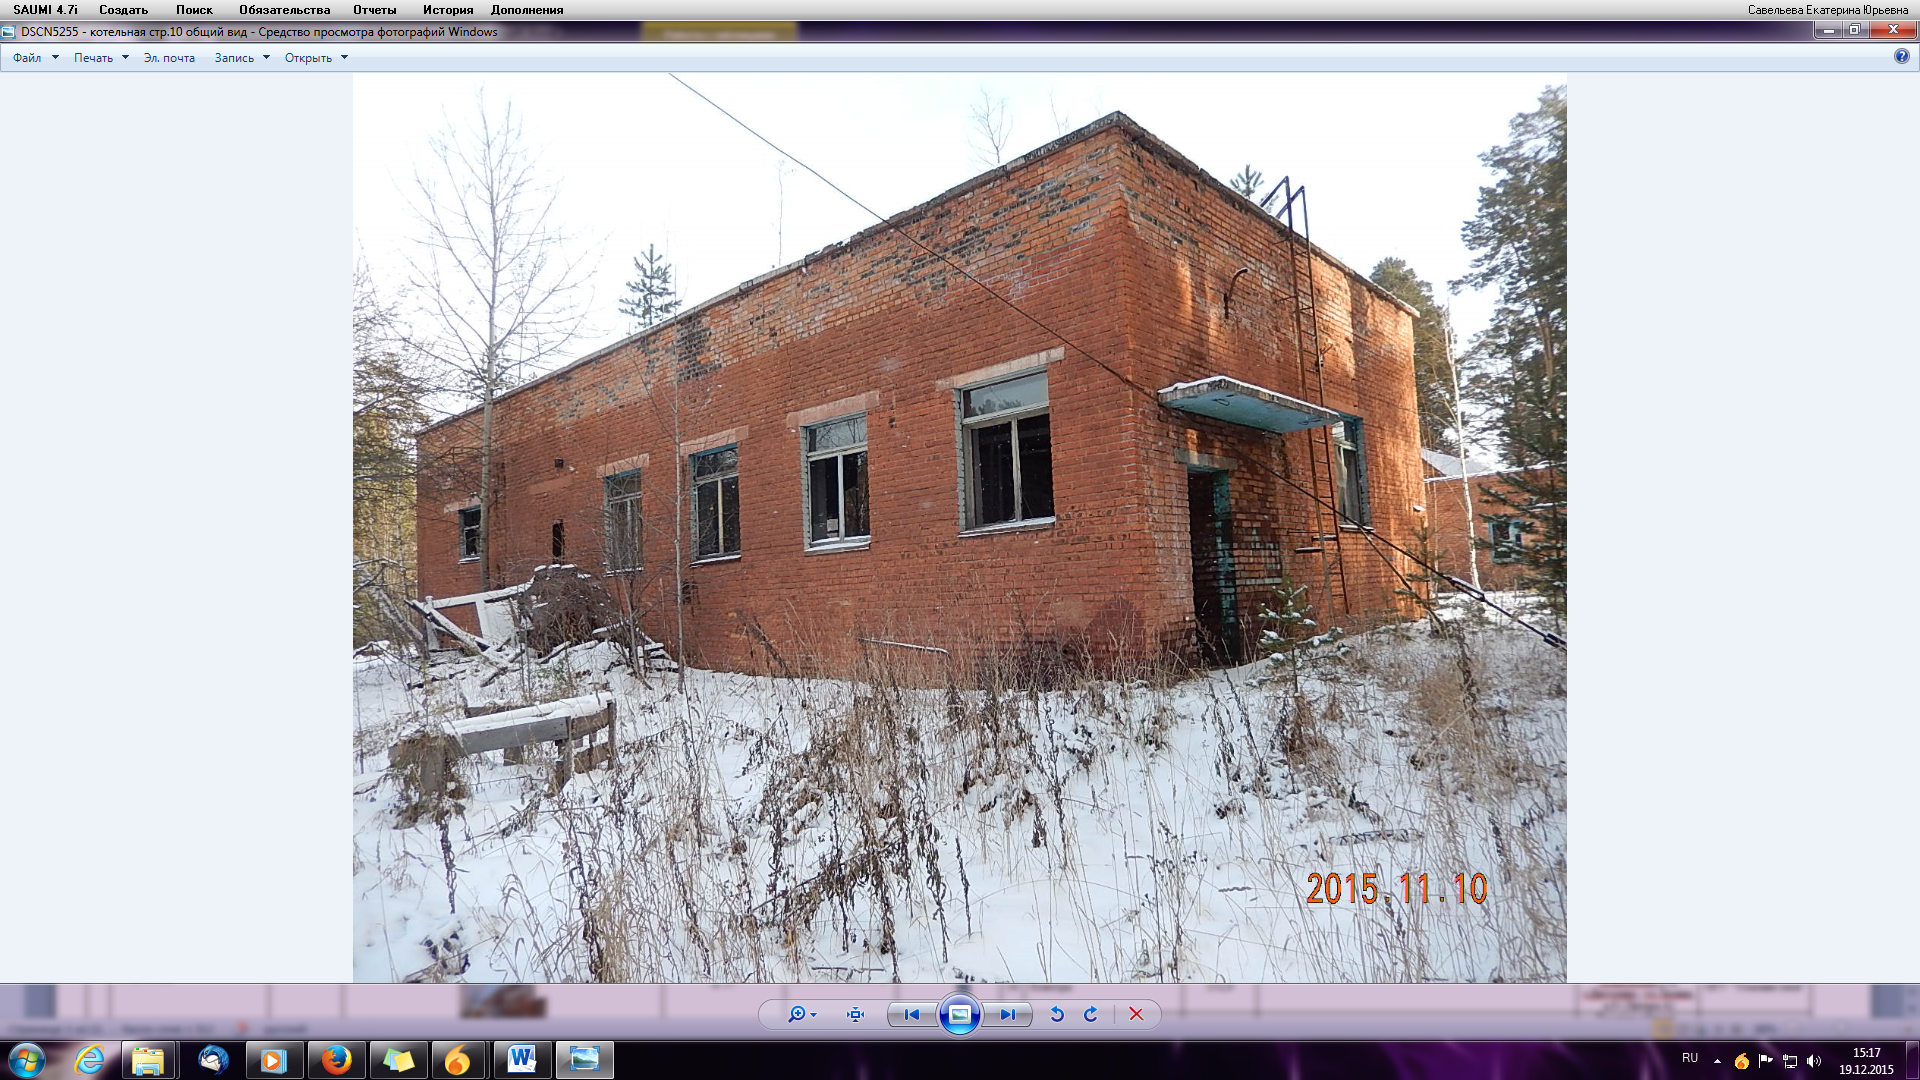 SAUMI 4.7i Создать Поиск Обязательства Отчеты История Дополнения Савельева Екатерина Юрьевна
DSCN5255 - котельная стр.10 общий вид - Средство просмотра фотографий Windows
Файл Печать Эл. почта Запись Открыть
2015.11.10
RU 15:17
19.12.2015